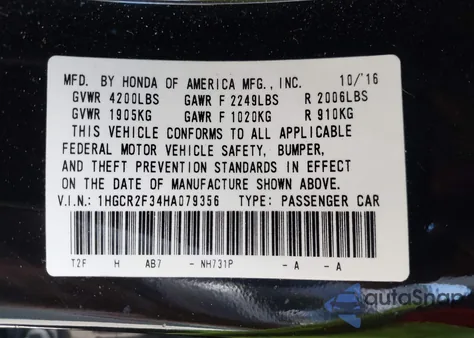 MFD. BY HONDA OF AMERICA MFG., INC. 10/'16
GVWR 4200LBS GAWR F 2249LBS R 2006LBS
GVWR 1905KG GAWR F 1020KG R 910KG
THIS VEHICLE CONFORMS TO ALL APPLICABLE
FEDERAL MOTOR VEHICLE SAFETY, BUMPER,
AND THEFT PREVENTION STANDARDS IN EFFECT
ON THE DATE OF MANUFACTURE SHOWN ABOVE.
V.I.N.: 1HGCR2F34HA079356 TYPE: PASSENGER CAR
T2F H AB7 - NH731P - A - A
autoSnap